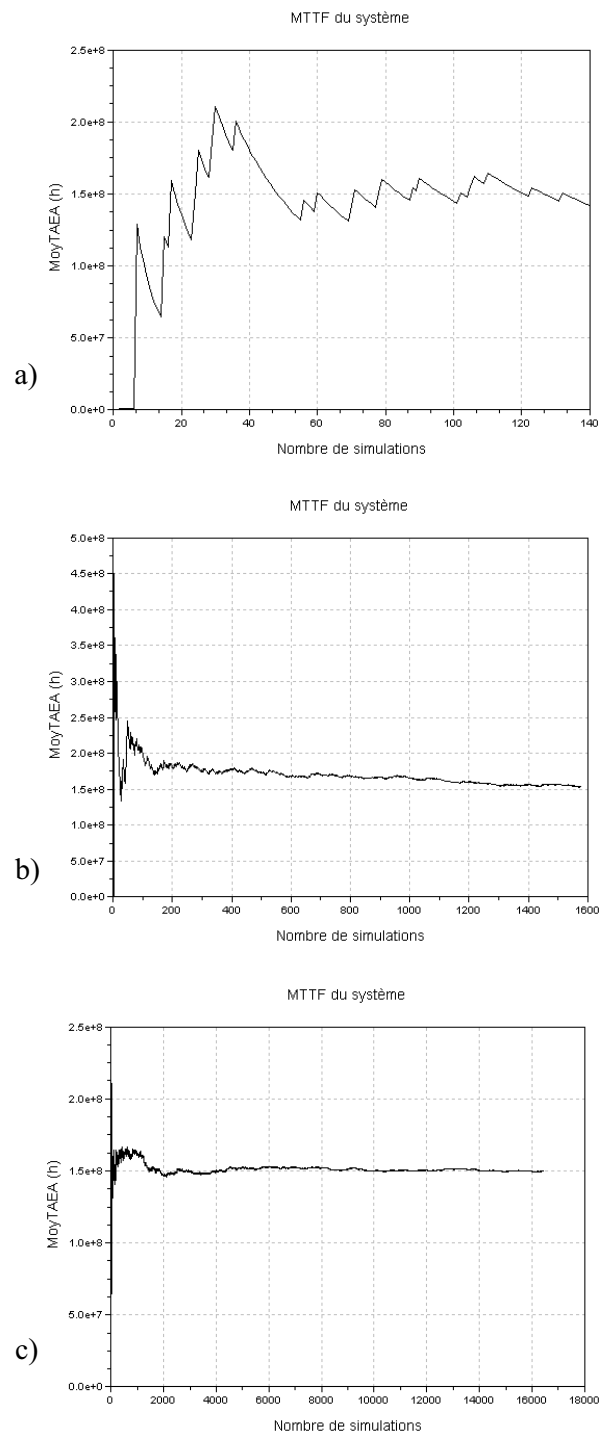 MTTF du système
2.5e+8
2.0e+8
1.5e+8
1.0e+8
5.0e+7
0.0e+0
MoyTAEA (h)
0 20 40 60 80 100 120 140
Nombre de simulations
a)
MTTF du système
5.0e+8
4.5e+8
4.0e+8
3.5e+8
3.0e+8
2.5e+8
2.0e+8
1.5e+8
1.0e+8
5.0e+7
0.0e+0
MoyTAEA (h)
0 200 400 600 800 1000 1200 1400 1600
Nombre de simulations
b)
MTTF du système
2.5e+8
2.0e+8
1.5e+8
1.0e+8
5.0e+7
0.0e+0
MoyTAEA (h)
0 2000 4000 6000 8000 10000 12000 14000 16000 18000
Nombre de simulations
c)